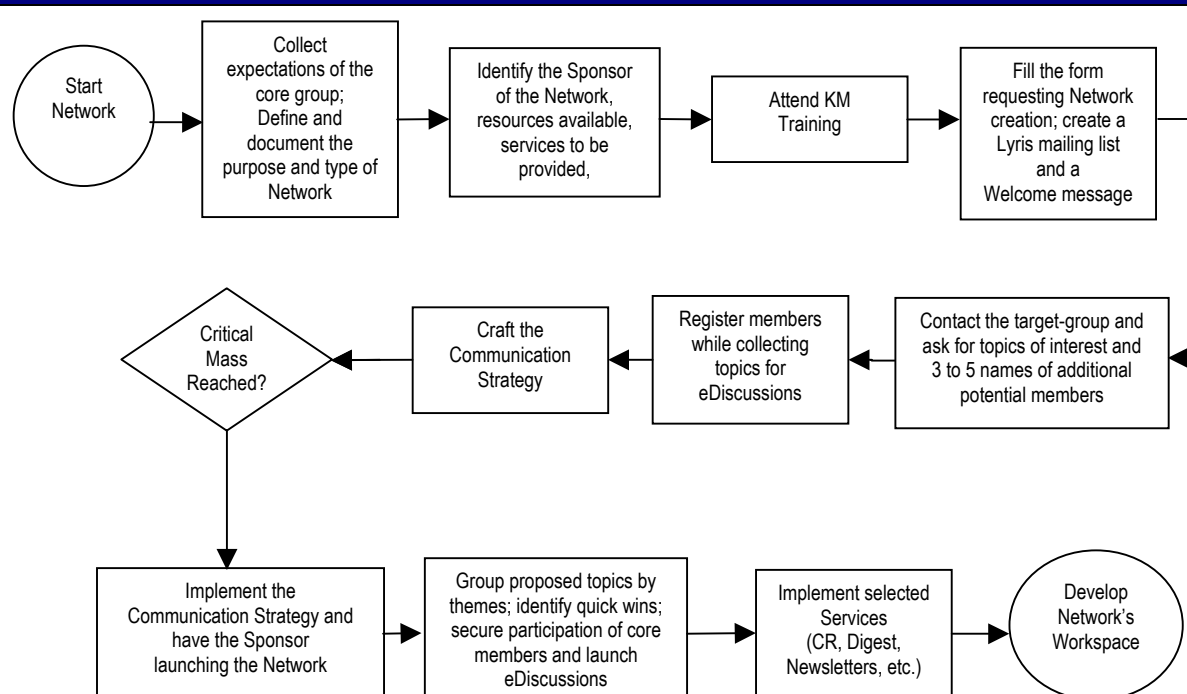 Start
Network
Collect
expectations of the
core group;
Define and
document the
purpose and type of
Network
Identify the Sponsor
of the Network,
resources available,
services to be
provided,
Attend KM
Training
Fill the form
requesting Network
creation; create a
Lyris mailing list
and a
Welcome message
Contact the target-group and
ask for topics of interest and
3 to 5 names of additional
potential members
Register members
while collecting
topics for
eDiscussions
Craft the
Communication
Strategy
Critical
Mass
Reached?
Implement the
Communication Strategy and
have the Sponsor
launching the Network
Group proposed topics by
themes; identify quick wins;
secure participation of core
members and launch
eDiscussions
Implement selected
Services
(CR, Digest,
Newsletters, etc.)
Develop
Network's
Workspace